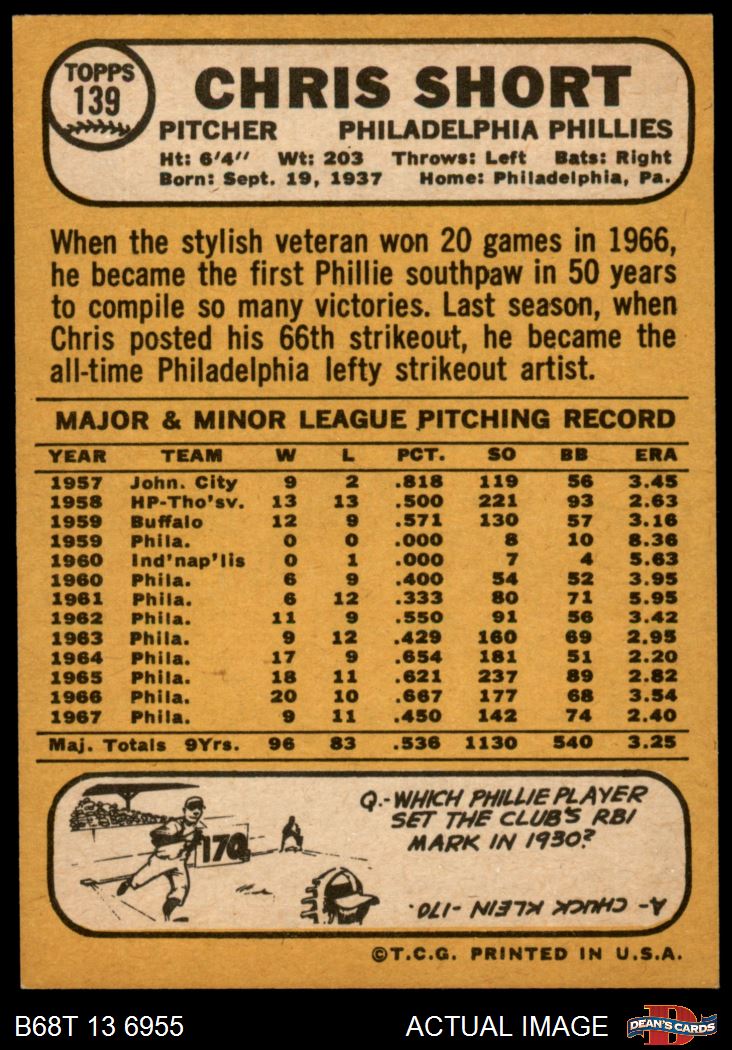 TOPPS
139
CHRIS SHORT
PITCHER PHILADELPHIA PHILLIES
Ht: 6'4" Wt: 203 Throws: Left Bats: Right
Born: Sept. 19, 1937 Home: Philadelphia, Pa.
When the stylish veteran won 20 games in 1966,
he became the first Phillie southpaw in 50 years
to compile so many victories. Last season, when
Chris posted his 66th strikeout, he became the
all-time Philadelphia lefty strikeout artist.
MAJOR & MINOR LEAGUE PITCHING RECORD
YEAR TEAM W L PCT. SO BB ERA
1957 John. City 9 2 .818 119 56 3.45
1958 HP-Tho'sv. 13 13 .500 221 93 2.63
1959 Buffalo 12 9 .571 130 57 3.16
1959 Phila. 0 0 .000 8 10 8.36
1960 Ind'nap'lis 0 1 .000 7 4 5.63
1960 Phila. 6 9 .400 54 52 3.95
1961 Phila. 6 12 .333 80 71 5.95
1962 Phila. 11 9 .550 91 56 3.42
1963 Phila. 9 12 .429 160 69 2.95
1964 Phila. 17 9 .654 181 51 2.20
1965 Phila. 18 11 .621 237 89 2.82
1966 Phila. 20 10 .667 177 68 3.54
1967 Phila. 9 11 .450 142 74 2.40
Maj. Totals 9Yrs. 96 83 .536 1130 540 3.25
170
Q.-WHICH PHILLIE PLAYER
SET THE CLUB'S RBI
MARK IN 1930?
A- CHUCK KLEIN-170.
©T.C.G. PRINTED IN U.S.A.
B68T 13 6955 ACTUAL IMAGE
D
DEAN'S CARDS